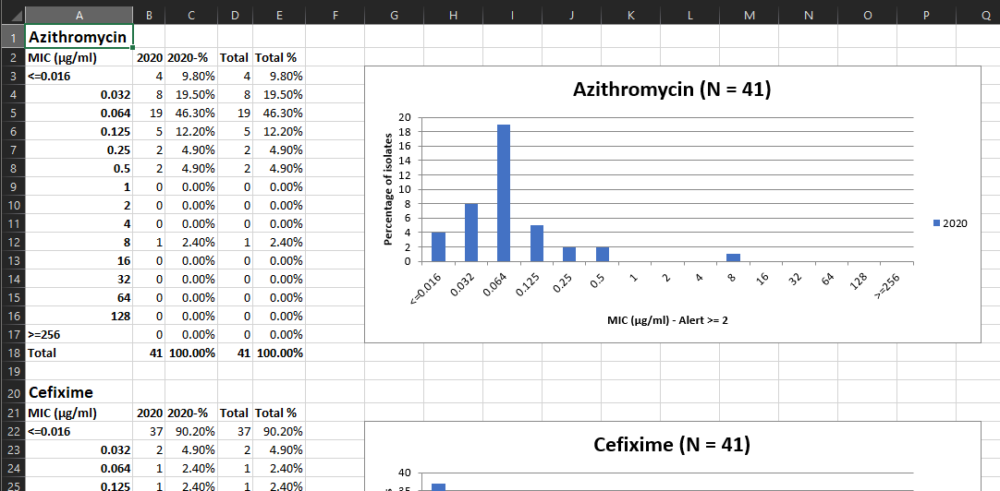 A B C D E F G H I J K L M N O P Q
1 Azithromycin
2 MIC (µg/ml) 2020 2020-% Total Total %
3 <=0.016 4 9.80% 4 9.80%
4 0.032 8 19.50% 8 19.50%
5 0.064 19 46.30% 19 46.30%
6 0.125 5 12.20% 5 12.20%
7 0.25 2 4.90% 2 4.90%
8 0.5 2 4.90% 2 4.90%
9 1 0 0.00% 0 0.00%
10 2 0 0.00% 0 0.00%
11 4 0 0.00% 0 0.00%
12 8 1 2.40% 1 2.40%
13 16 0 0.00% 0 0.00%
14 32 0 0.00% 0 0.00%
15 64 0 0.00% 0 0.00%
16 128 0 0.00% 0 0.00%
17 >=256 0 0.00% 0 0.00%
18 Total 41 100.00% 41 100.00%
19
20 Cefixime
21 MIC (µg/ml) 2020 2020-% Total Total %
22 <=0.016 37 90.20% 37 90.20%
23 0.032 2 4.90% 2 4.90%
24 0.064 1 2.40% 1 2.40%
25 0.125 1 2.40% 1 2.40%
Azithromycin (N = 41)
Percentage of isolates
20
18
16
14
12
10
8
6
4
2
0
<=0.016 0.032 0.064 0.125 0.25 0.5 1 2 4 8 16 32 64 128 >=256
MIC (µg/ml) - Alert >= 2
2020
Cefixime (N = 41)
40
35